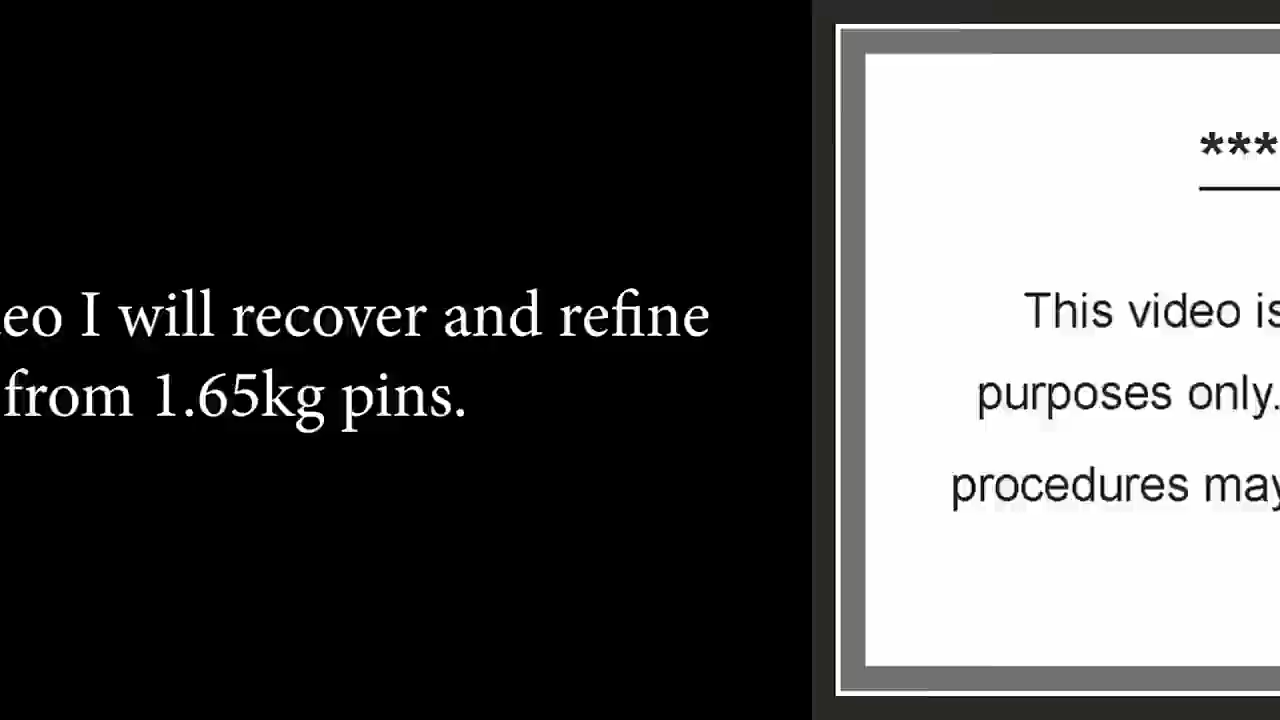 eo I will recover and refine
from 1.65kg pins.
***
This video is
purposes only.
procedures may